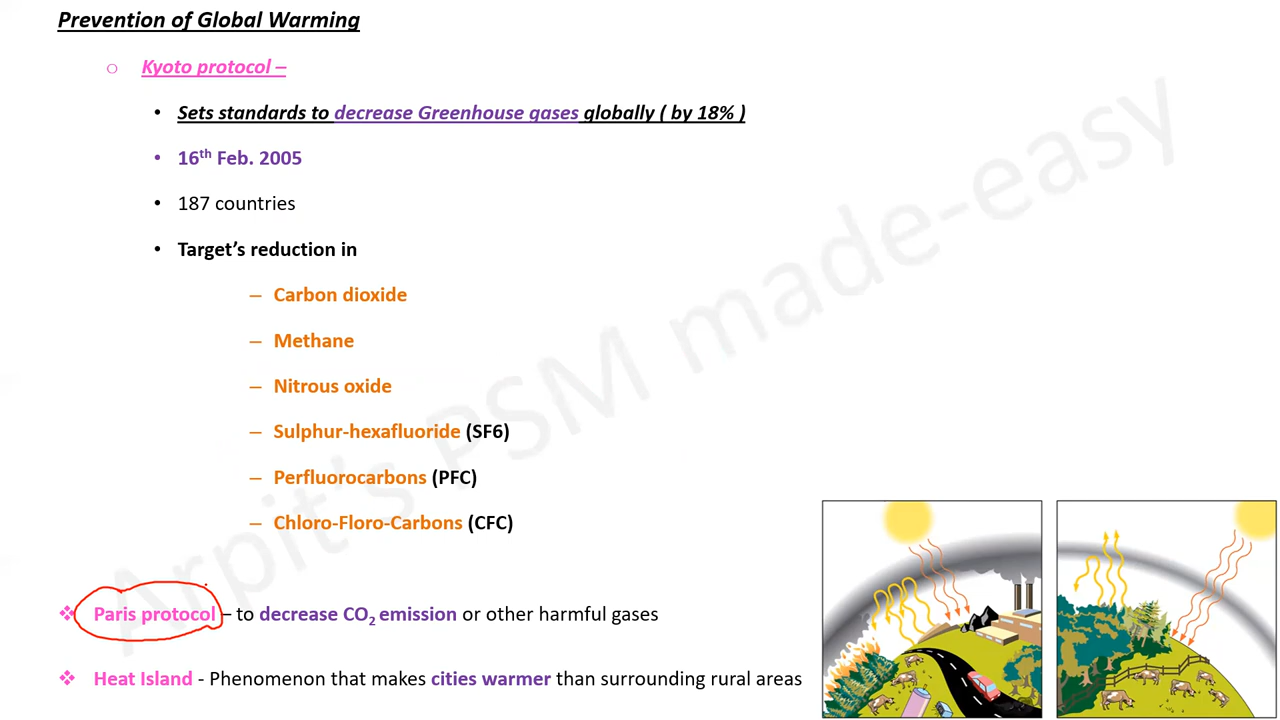 Prevention of Global Warming
o Kyoto protocol –
• Sets standards to decrease Greenhouse gases globally ( by 18% )
• 16th Feb. 2005
• 187 countries
• Target's reduction in
– Carbon dioxide
– Methane
– Nitrous oxide
– Sulphur-hexafluoride (SF6)
– Perfluorocarbons (PFC)
– Chloro-Floro-Carbons (CFC)
❖ Paris protocol – to decrease CO2 emission or other harmful gases
❖ Heat Island - Phenomenon that makes cities warmer than surrounding rural areas
Arpit's PSM made-easy